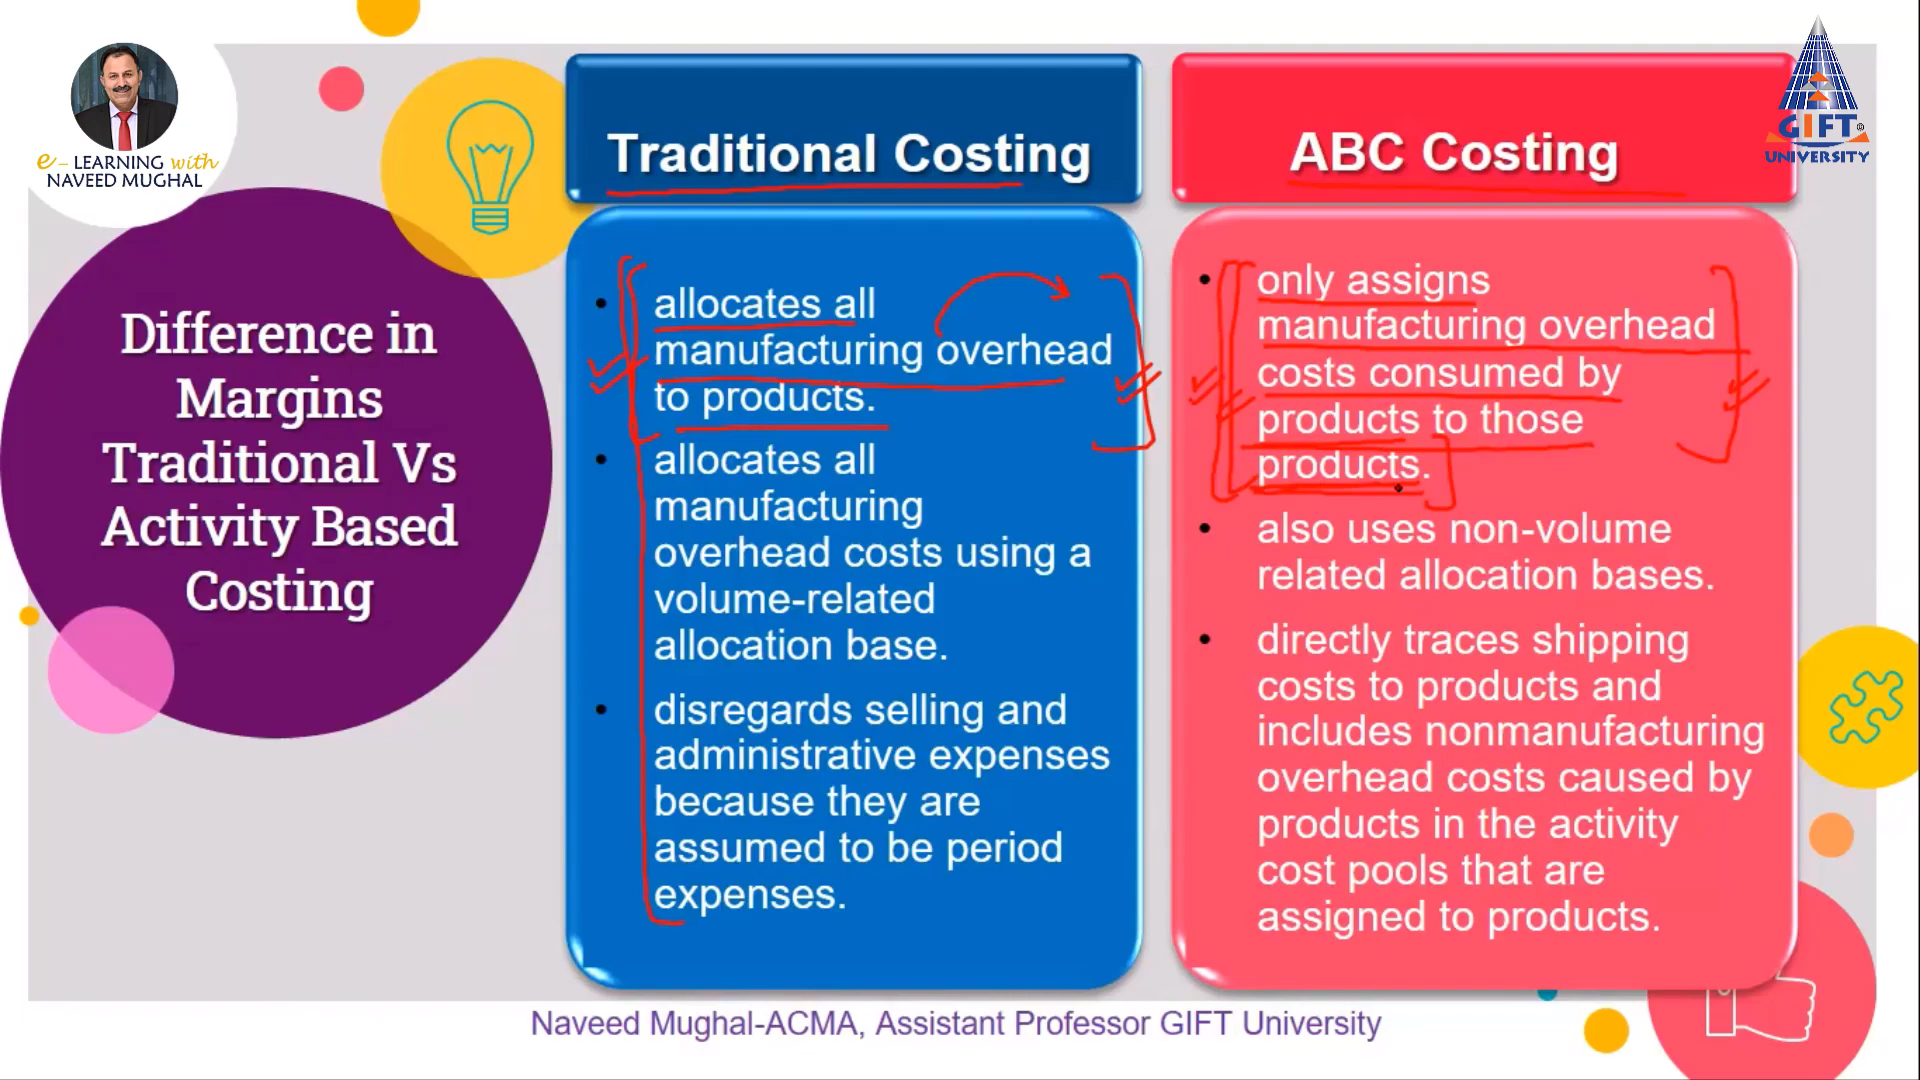 e– LEARNING with
NAVEED MUGHAL
Difference in
Margins
Traditional Vs
Activity Based
Costing
Traditional Costing
allocates all
manufacturing overhead
to products.
allocates all
manufacturing
overhead costs using a
volume-related
allocation base.
disregards selling and
administrative expenses
because they are
assumed to be period
expenses.
ABC Costing
only assigns
manufacturing overhead
costs consumed by
products to those
products.
also uses non-volume
related allocation bases.
directly traces shipping
costs to products and
includes nonmanufacturing
overhead costs caused by
products in the activity
cost pools that are
assigned to products.
GIFT®
UNIVERSITY
Naveed Mughal-ACMA, Assistant Professor GIFT University